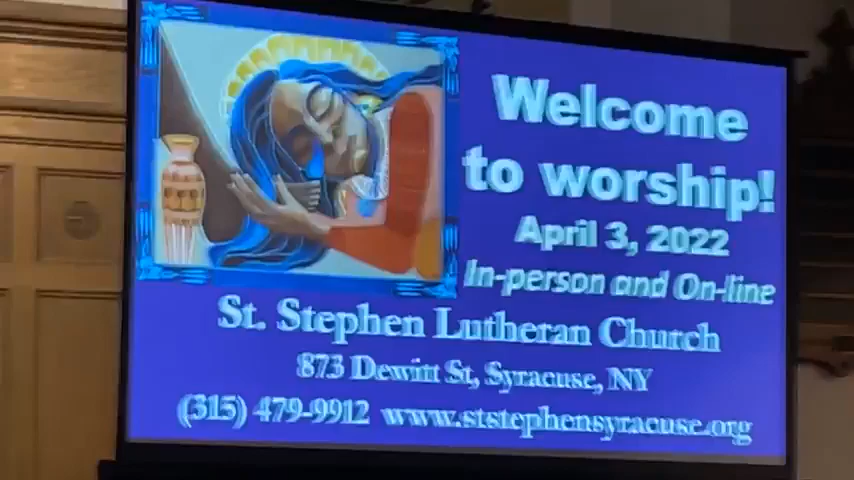 Welcome
to worship!
April 3, 2022
In-person and On-line
St. Stephen Lutheran Church
873 Dewitt St, Syracuse, NY
(315) 479-9912 www.ststephensyracuse.org